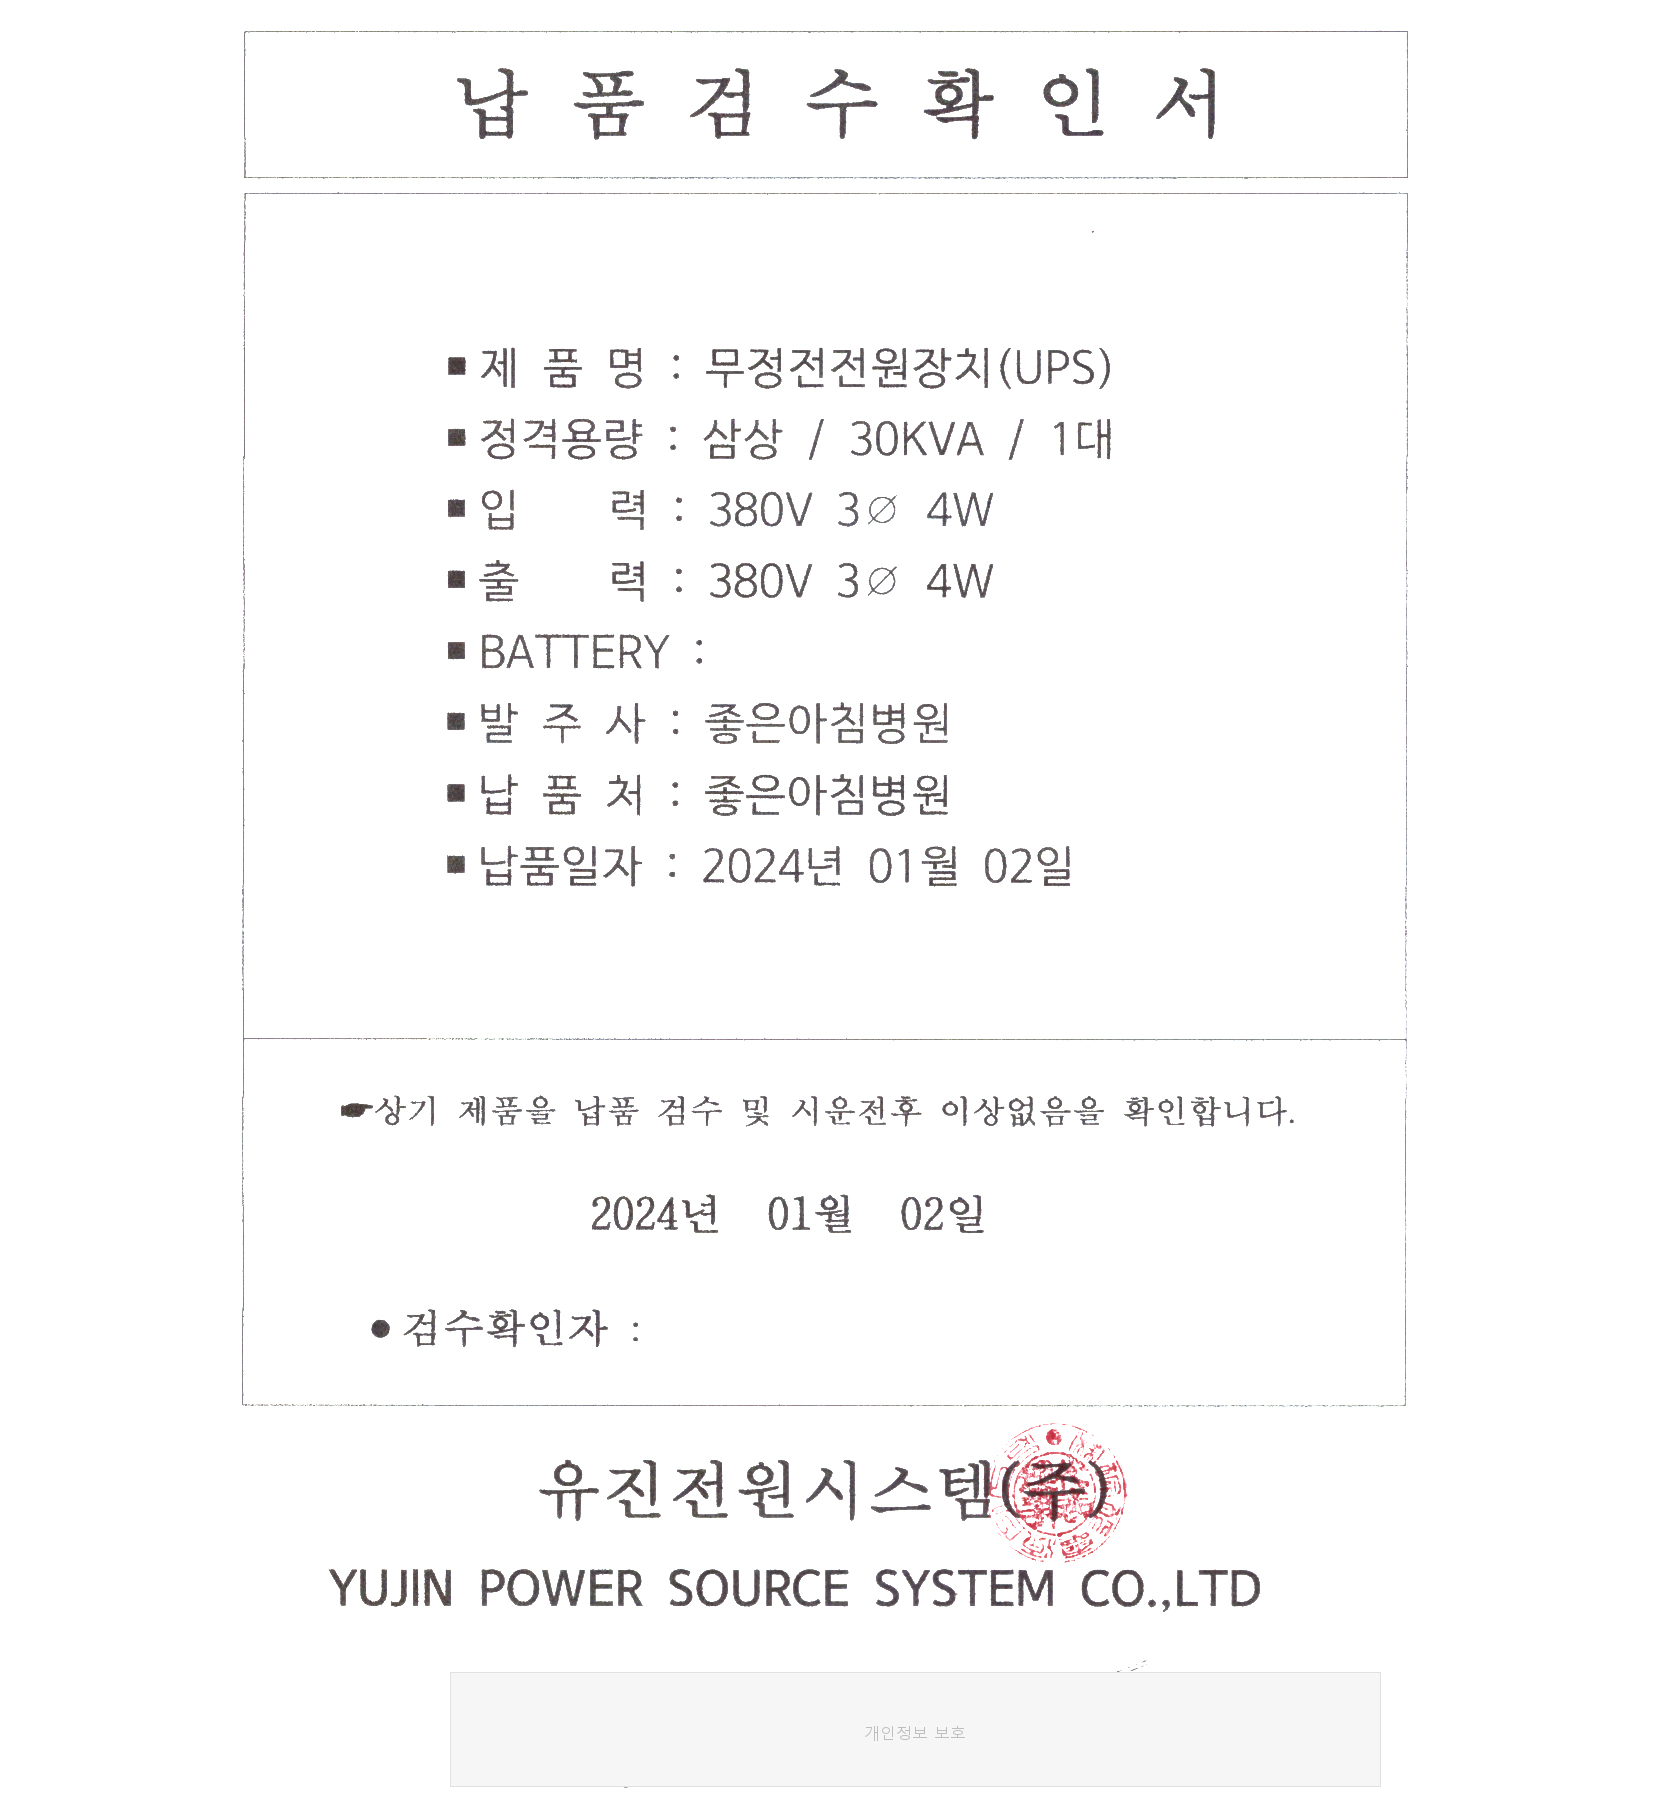 납 품 검 수 확 인 서
■ 제 품 명 : 무정전전원장치(UPS)
■ 정격용량 : 삼상 / 30KVA / 1대
■ 입 력 : 380V 3∅ 4W
■ 출 력 : 380V 3∅ 4W
■ BATTERY :
■ 발 주 사 : 좋은아침병원
■ 납 품 처 : 좋은아침병원
■ 납품일자 : 2024년 01월 02일
☛상기 제품을 납품 검수 및 시운전후 이상없음을 확인합니다.
2024년 01월 02일
● 검수확인자 :
유진전원시스템(주)
YUJIN POWER SOURCE SYSTEM CO.,LTD
개인정보 보호